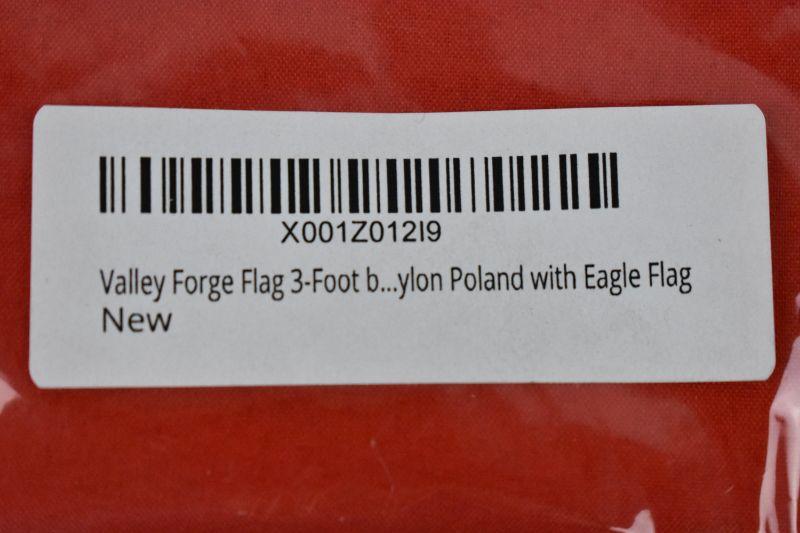 X001Z012I9
Valley Forge Flag 3-Foot b...ylon Poland with Eagle Flag
New